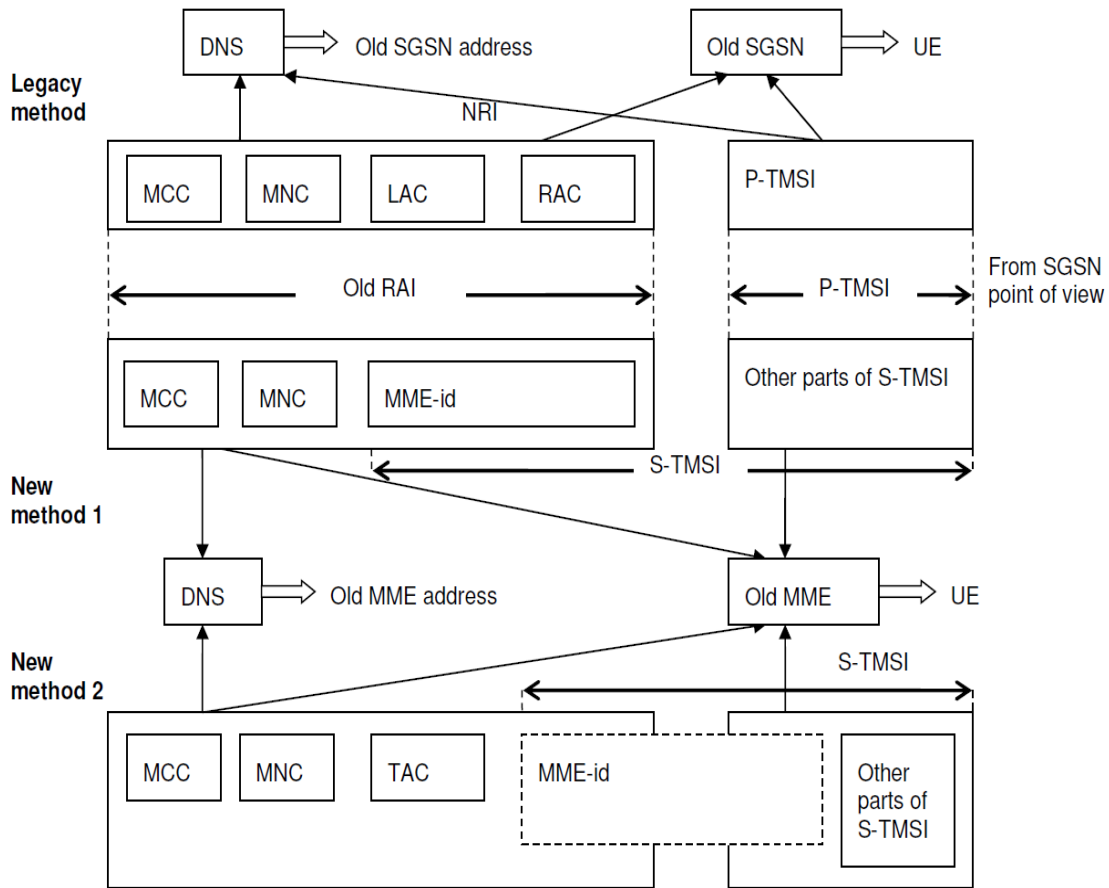 DNS
Old SGSN address
Old SGSN
UE
Legacy
method
NRI
MCC
MNC
LAC
RAC
P-TMSI
Old RAI
P-TMSI
From SGSN
point of view
MCC
MNC
MME-id
Other parts of S-TMSI
S-TMSI
New
method 1
DNS
Old MME address
Old MME
UE
New
method 2
S-TMSI
MCC
MNC
TAC
MME-id
Other
parts of
S-TMSI